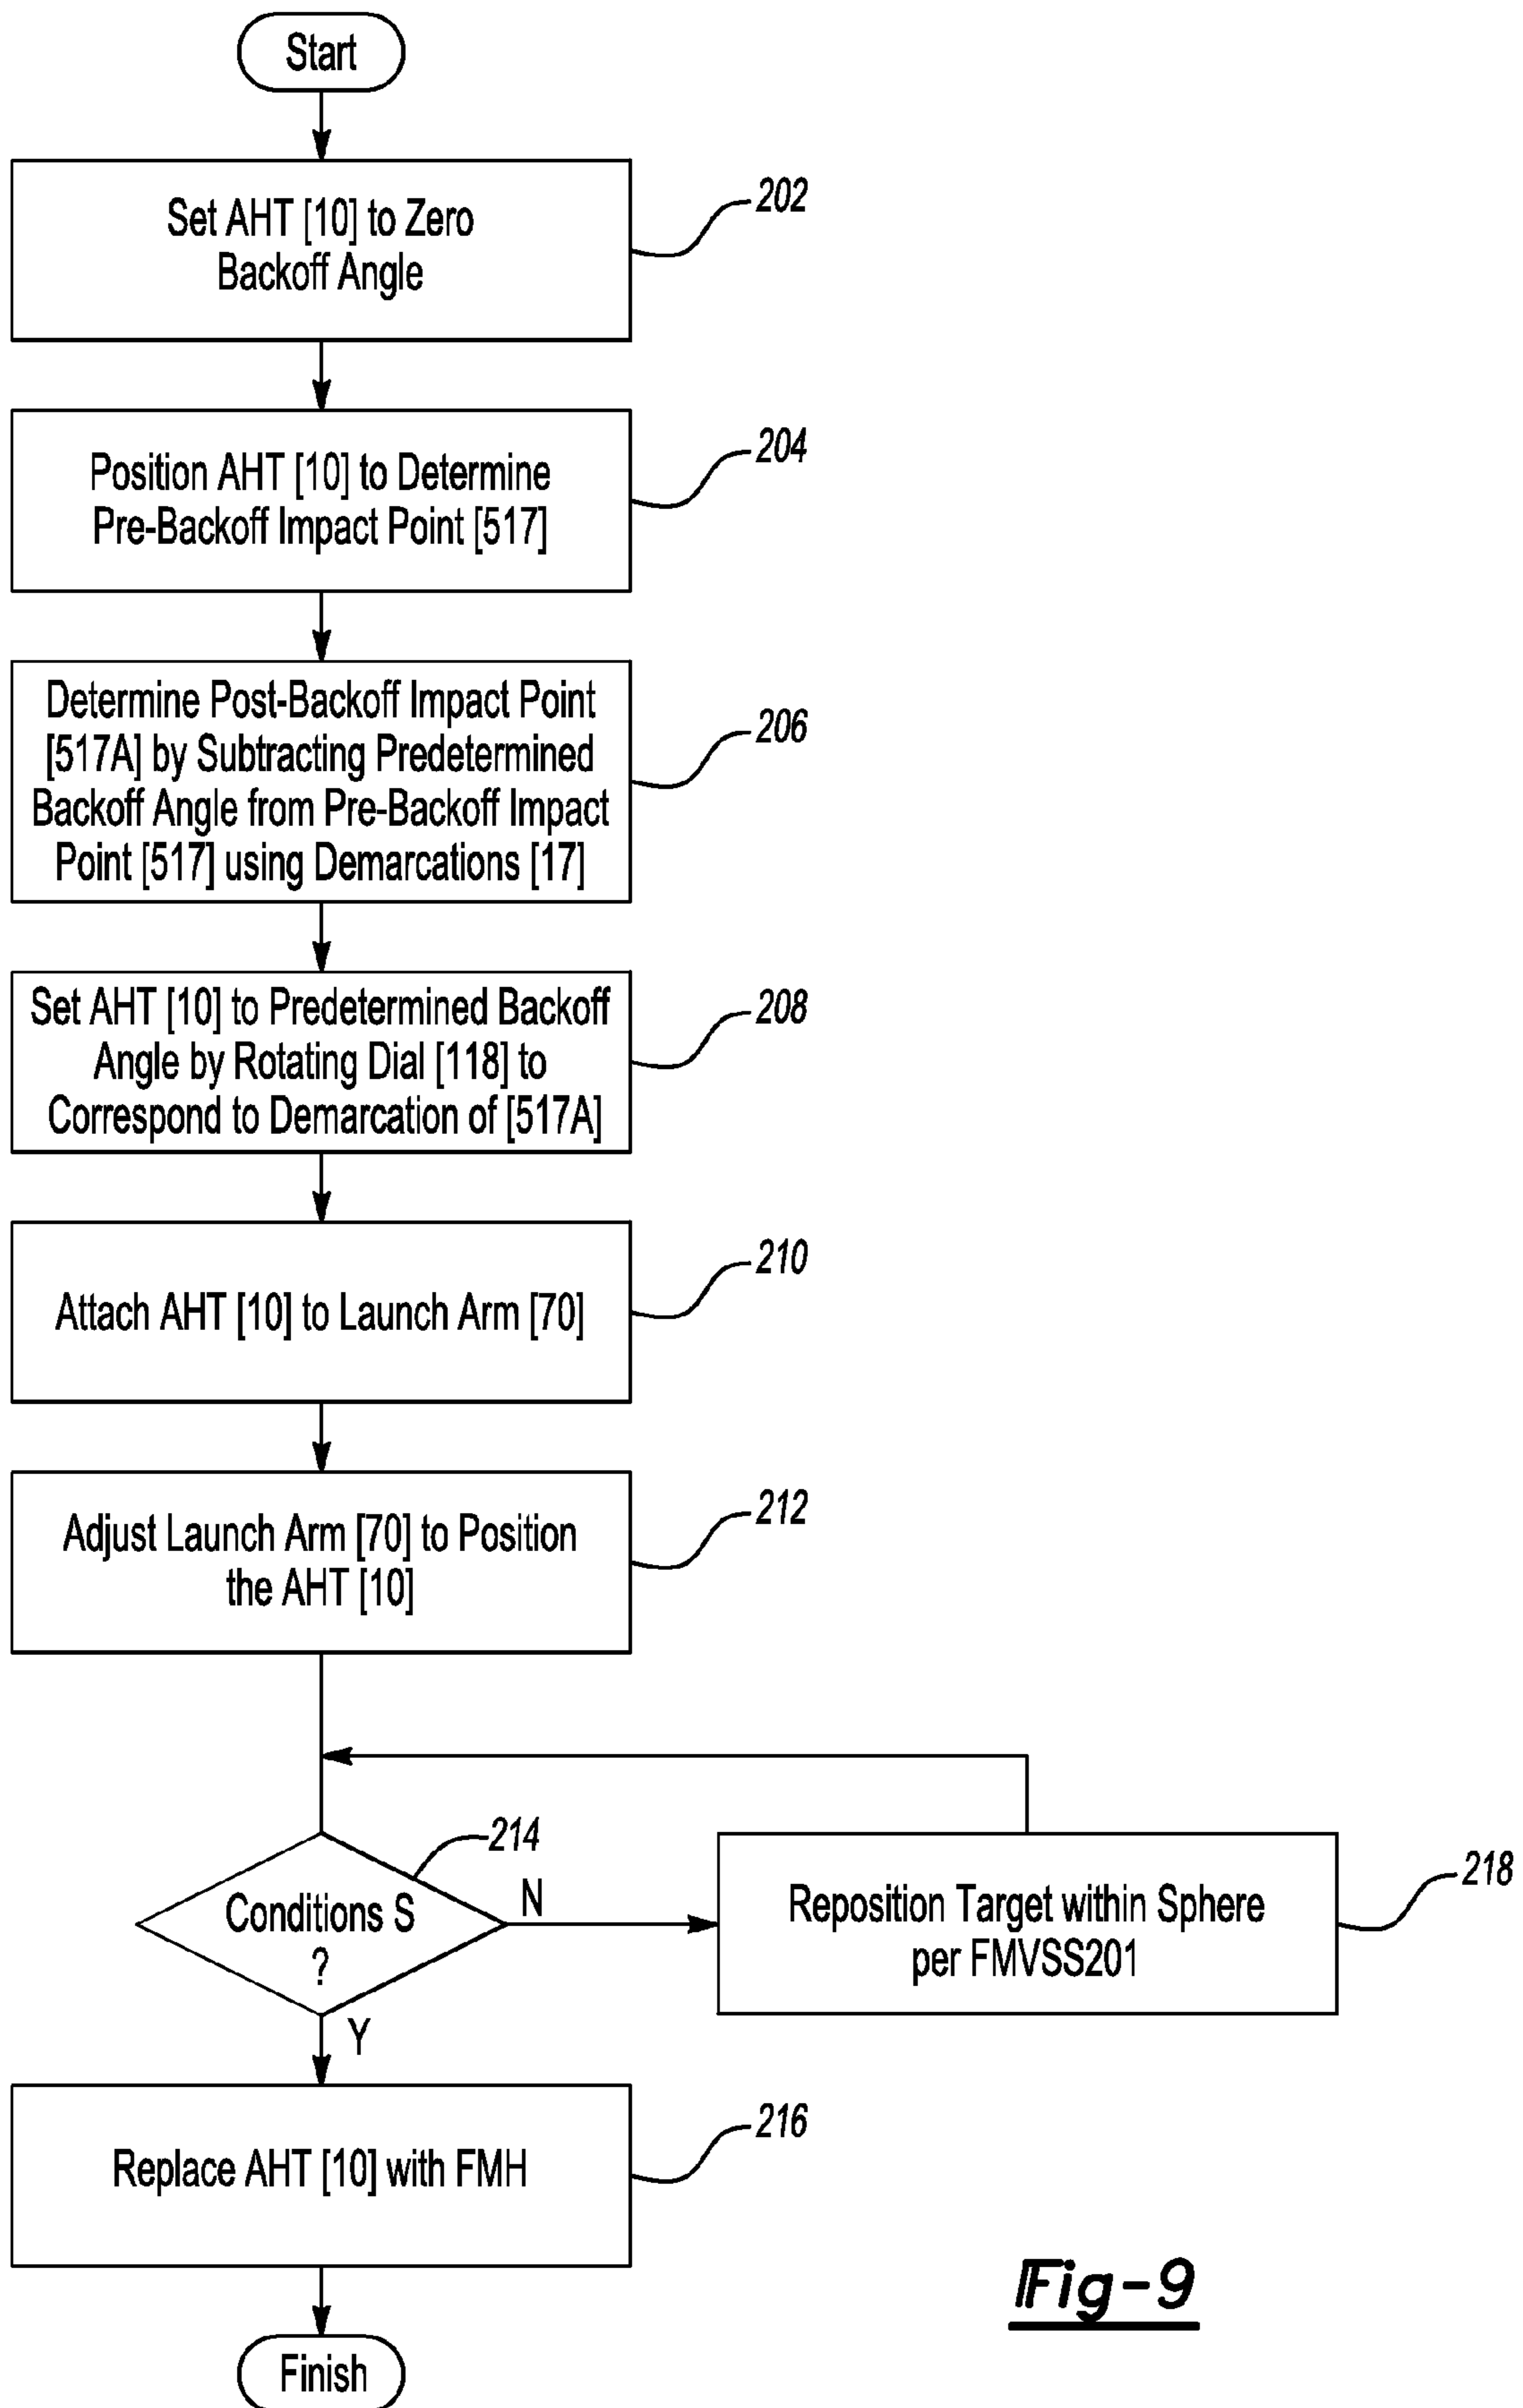 Start
Set AHT [10] to Zero
Backoff Angle
202
Position AHT [10] to Determine
Pre-Backoff Impact Point [517]
204
Determine Post-Backoff Impact Point
[517A] by Subtracting Predetermined
Backoff Angle from Pre-Backoff Impact
Point [517] using Demarcations [17]
206
Set AHT [10] to Predetermined Backoff
Angle by Rotating Dial [118] to
Correspond to Demarcation of [517A]
208
Attach AHT [10] to Launch Arm [70]
210
Adjust Launch Arm [70] to Position
the AHT [10]
212
Conditions S
?
214
N
Reposition Target within Sphere
per FMVSS201
218
Y
Replace AHT [10] with FMH
216
Finish
Fig-9